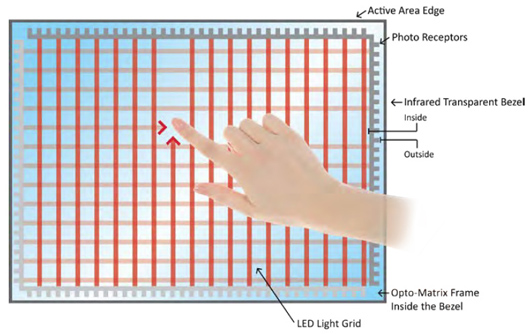 Active Area Edge
Photo Receptors
Infrared Transparent Bezel
Inside
Outside
Opto-Matrix Frame
Inside the Bezel
LED Light Grid